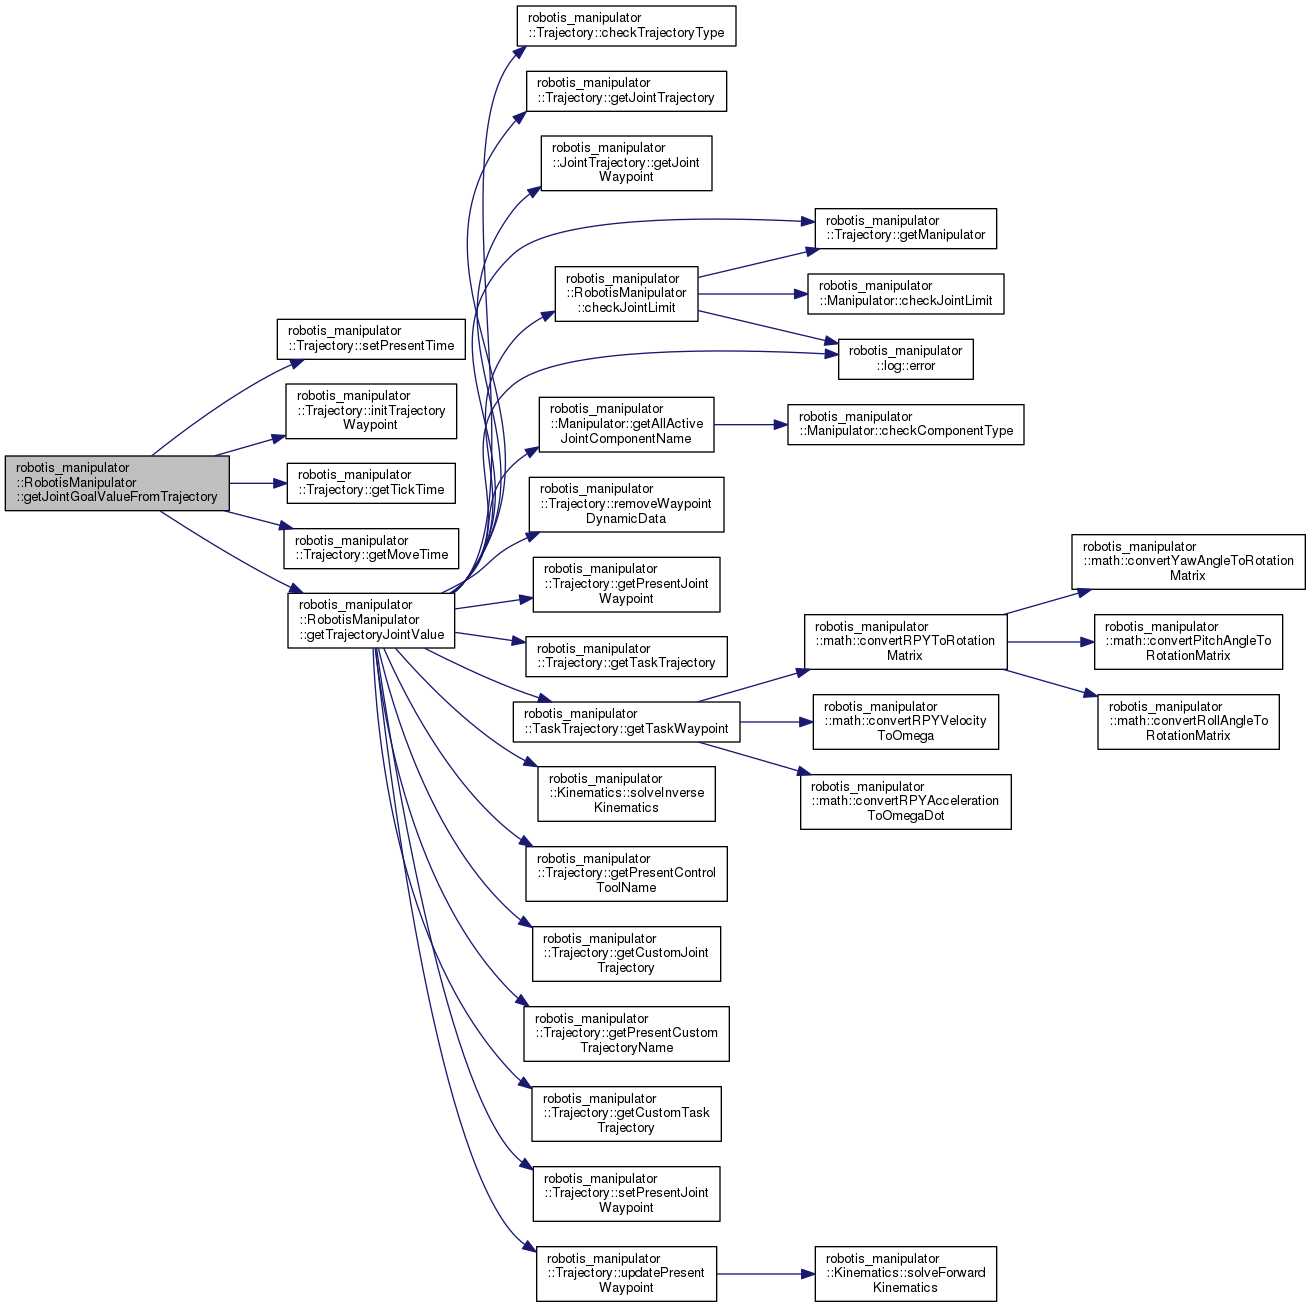 robotis_manipulator
::Trajectory::checkTrajectoryType
robotis_manipulator
::Trajectory::getJointTrajectory
robotis_manipulator
::JointTrajectory::getJoint
Waypoint
robotis_manipulator
::Trajectory::getManipulator
robotis_manipulator
::RobotisManipulator
::checkJointLimit
robotis_manipulator
::Manipulator::checkJointLimit
robotis_manipulator
::Trajectory::setPresentTime
robotis_manipulator
::log::error
robotis_manipulator
::Trajectory::initTrajectory
Waypoint
robotis_manipulator
::Manipulator::getAllActive
JointComponentName
robotis_manipulator
::Manipulator::checkComponentType
robotis_manipulator
::RobotisManipulator
::getJointGoalValueFromTrajectory
robotis_manipulator
::Trajectory::getTickTime
robotis_manipulator
::Trajectory::removeWaypoint
DynamicData
robotis_manipulator
::Trajectory::getMoveTime
robotis_manipulator
::Trajectory::getPresentJoint
Waypoint
robotis_manipulator
::math::convertYawAngleToRotation
Matrix
robotis_manipulator
::RobotisManipulator
::getTrajectoryJointValue
robotis_manipulator
::Trajectory::getTaskTrajectory
robotis_manipulator
::math::convertRPYToRotation
Matrix
robotis_manipulator
::math::convertPitchAngleTo
RotationMatrix
robotis_manipulator
::TaskTrajectory::getTaskWaypoint
robotis_manipulator
::math::convertRPYVelocity
ToOmega
robotis_manipulator
::math::convertRollAngleTo
RotationMatrix
robotis_manipulator
::Kinematics::solveInverse
Kinematics
robotis_manipulator
::math::convertRPYAcceleration
ToOmegaDot
robotis_manipulator
::Trajectory::getPresentControl
ToolName
robotis_manipulator
::Trajectory::getCustomJoint
Trajectory
robotis_manipulator
::Trajectory::getPresentCustom
TrajectoryName
robotis_manipulator
::Trajectory::getCustomTask
Trajectory
robotis_manipulator
::Trajectory::setPresentJoint
Waypoint
robotis_manipulator
::Trajectory::updatePresent
Waypoint
robotis_manipulator
::Kinematics::solveForward
Kinematics